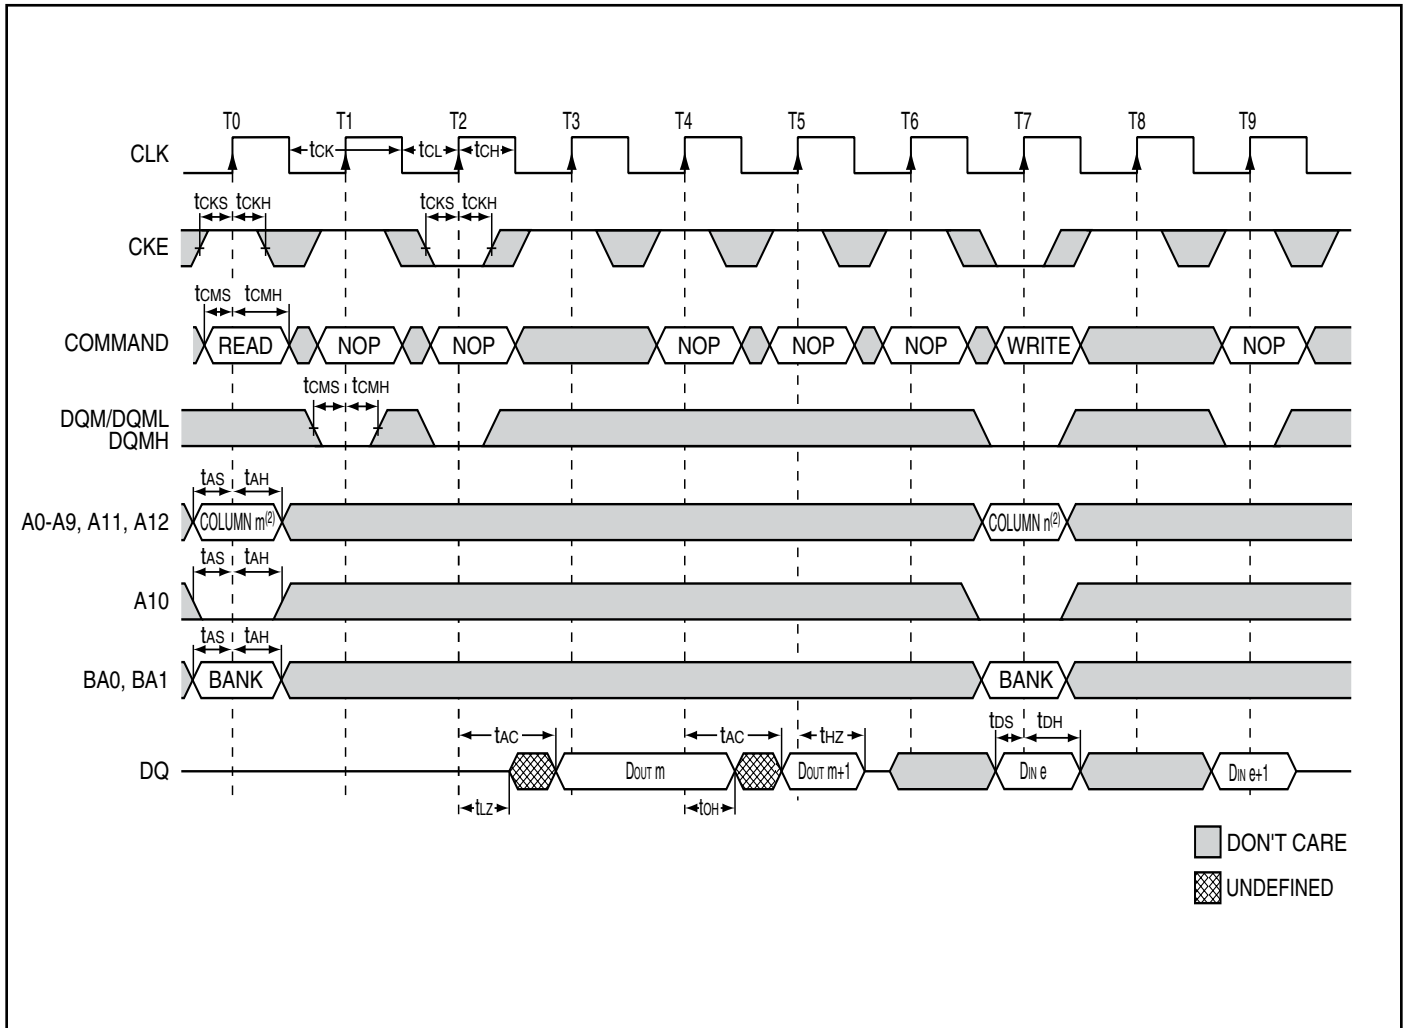 T0 T1 T2 T3 T4 T5 T6 T7 T8 T9
CLK tCK tCL tCH
tCKS tCKH tCKS tCKH
CKE
tCMS tCMH
COMMAND READ NOP NOP NOP NOP NOP WRITE NOP
tCMS tCMH
DQM/DQML
DQMH
tAS tAH
A0-A9, A11, A12 COLUMN m(2) COLUMN n(2)
tAS tAH
A10
tAS tAH
BA0, BA1 BANK BANK
tAC tAC tHZ tDS tDH
DQ DOUT m DOUT m+1 DIN e DIN e+1
tLZ tOH
DON'T CARE
UNDEFINED